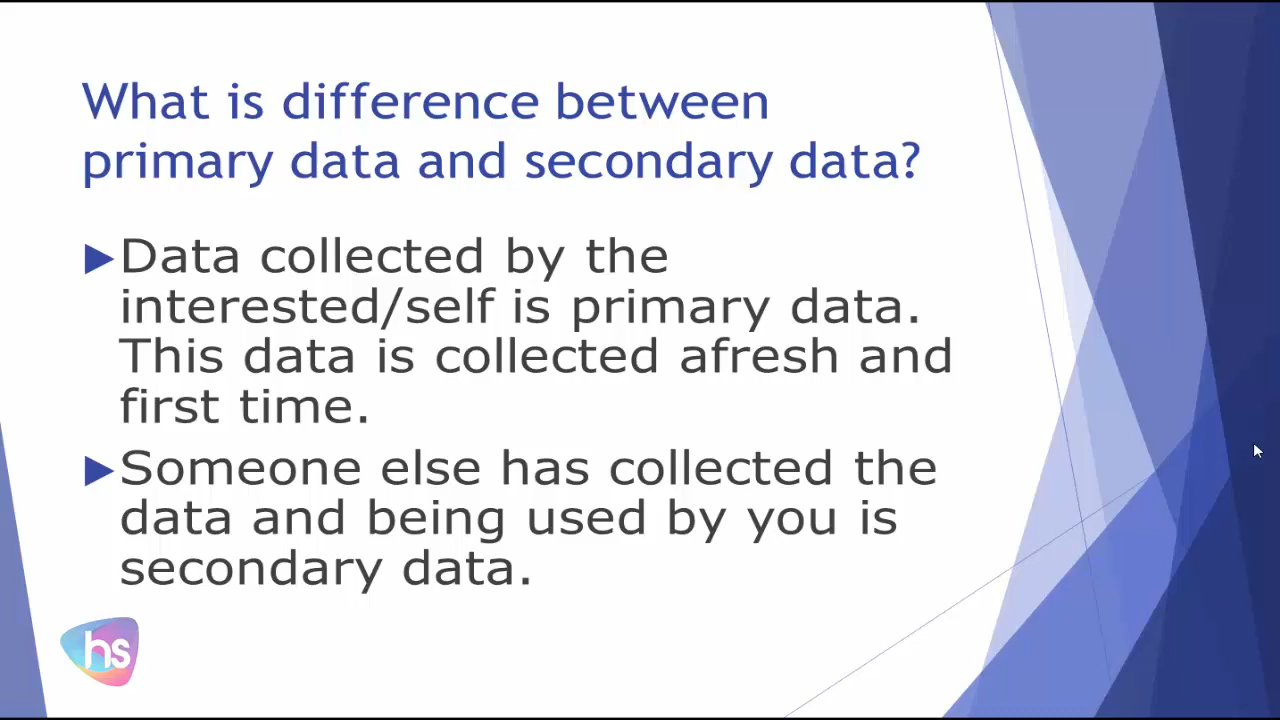 What is difference between
primary data and secondary data?
Data collected by the
interested/self is primary data.
This data is collected afresh and
first time.
Someone else has collected the
data and being used by you is
secondary data.
hs